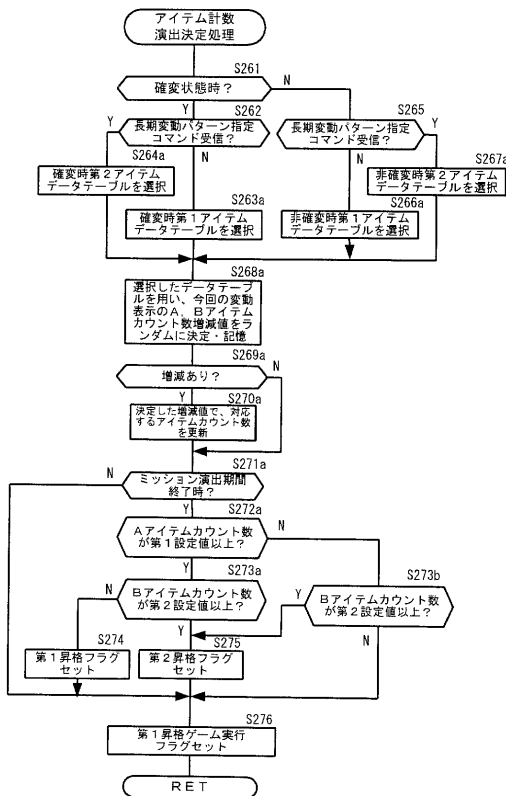 アイテム計数
演出決定処理
S261
確変状態時？
N
Y
S262
長期変動パターン指定
コマンド受信？
Y
N
S265
長期変動パターン指定
コマンド受信？
Y
N
S264a
確変時第２アイテム
データテーブルを選択
S267a
非確変時第２アイテム
データテーブルを選択
S263a
確変時第１アイテム
データテーブルを選択
S266a
非確変時第１アイテム
データテーブルを選択
S268a
選択したデータテーブ
ルを用い、今回の変動
表示のＡ，Ｂアイテム
カウント数増減値をラ
ンダムに決定・記憶
S269a
増減あり？
N
Y
S270a
決定した増減値で、対応
するアイテムカウント数
を更新
S271a
N
ミッション演出期間
終了時？
Y
S272a
Ａアイテムカウント数
が第１設定値以上？
N
Y
S273a
N
Ｂアイテムカウント数
が第２設定値以上？
Y
S273b
Y
Ｂアイテムカウント数
が第２設定値以上？
N
S274
第１昇格フラグ
セット
S275
第２昇格フラグ
セット
S276
第１昇格ゲーム実行
フラグセット
ＲＥＴ